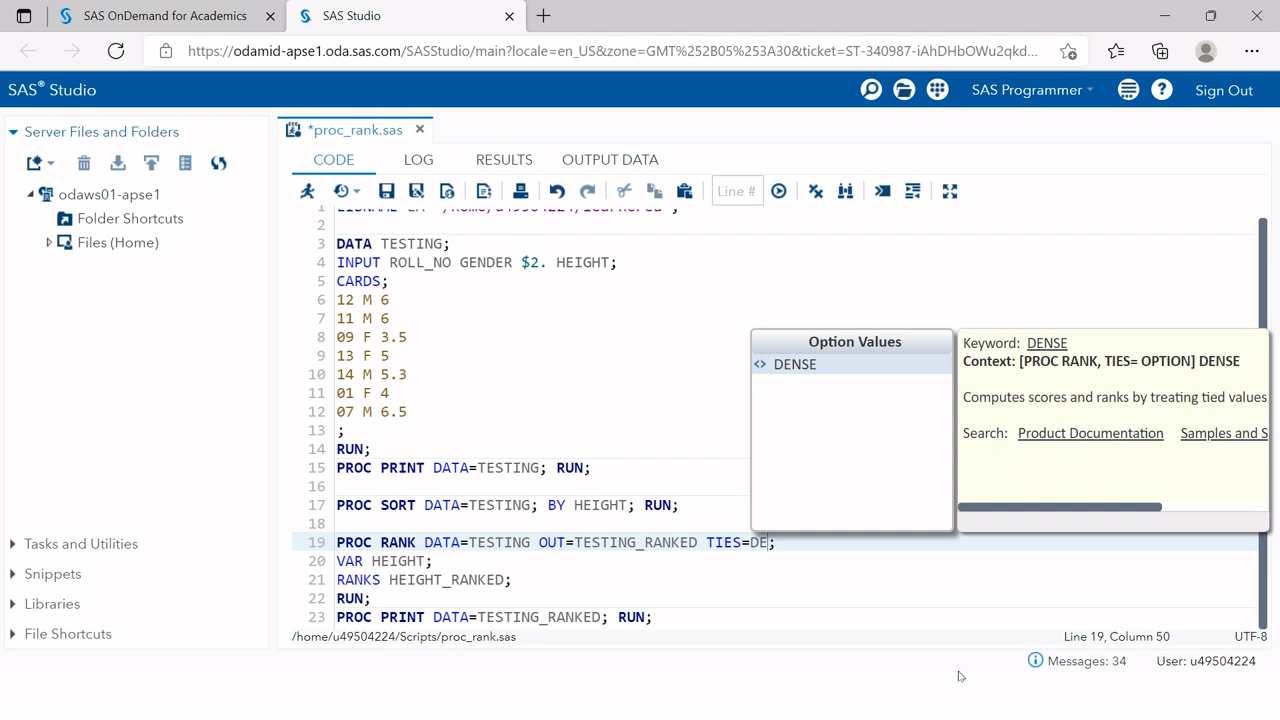 SAS OnDemand for Academics
SAS Studio
https://odamid-apse1.oda.sas.com/SASStudio/main?locale=en_US&zone=GMT%252B05%253A30&ticket=ST-340987-iAhDHbOWu2qkd...
SAS® Studio
SAS Programmer
Sign Out
Server Files and Folders
odaws01-apse1
Folder Shortcuts
Files (Home)
Tasks and Utilities
Snippets
Libraries
File Shortcuts
*proc_rank.sas
CODE LOG RESULTS OUTPUT DATA
Line #
1
2
3 DATA TESTING;
4 INPUT ROLL_NO GENDER $2. HEIGHT;
5 CARDS;
6 12 M 6
7 11 M 6
8 09 F 3.5
9 13 F 5
10 14 M 5.3
11 01 F 4
12 07 M 6.5
13 ;
14 RUN;
15 PROC PRINT DATA=TESTING; RUN;
16
17 PROC SORT DATA=TESTING; BY HEIGHT; RUN;
18
19 PROC RANK DATA=TESTING OUT=TESTING_RANKED TIES=DE;
20 VAR HEIGHT;
21 RANKS HEIGHT_RANKED;
22 RUN;
23 PROC PRINT DATA=TESTING_RANKED; RUN;
Option Values
<> DENSE
Keyword: DENSE
Context: [PROC RANK, TIES= OPTION] DENSE
Computes scores and ranks by treating tied values
Search: Product Documentation Samples and S
/home/u49504224/Scripts/proc_rank.sas
Line 19, Column 50
UTF-8
Messages: 34
User: u49504224